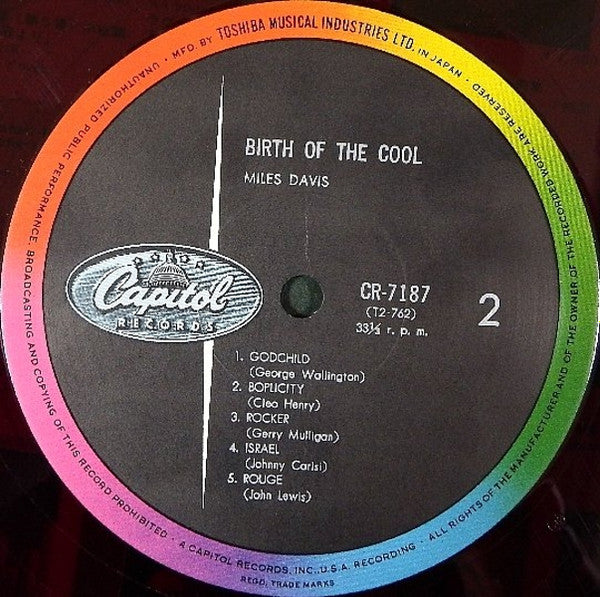 MFD. BY TOSHIBA MUSICAL INDUSTRIES LTD. IN JAPAN · ALL RIGHTS OF THE MANUFACTURER AND OF THE OWNER OF THE RECORDED WORK ARE RESERVED ·
UNAUTHORIZED PUBLIC PERFORMANCE, BROADCASTING AND COPYING OF THIS RECORD PROHIBITED · A CAPITOL RECORDS, INC., U.S.A. RECORDING ·
REGD. TRADE MARKS
BIRTH OF THE COOL
MILES DAVIS
Capitol
RECORDS
CR-7187
(T2-762)
33⅓ r. p. m.
2
1. GODCHILD
(George Wallington)
2. BOPLICITY
(Cleo Henry)
3. ROCKER
(Gerry Mulligan)
4. ISRAEL
(Johnny Carisi)
5. ROUGE
(John Lewis)